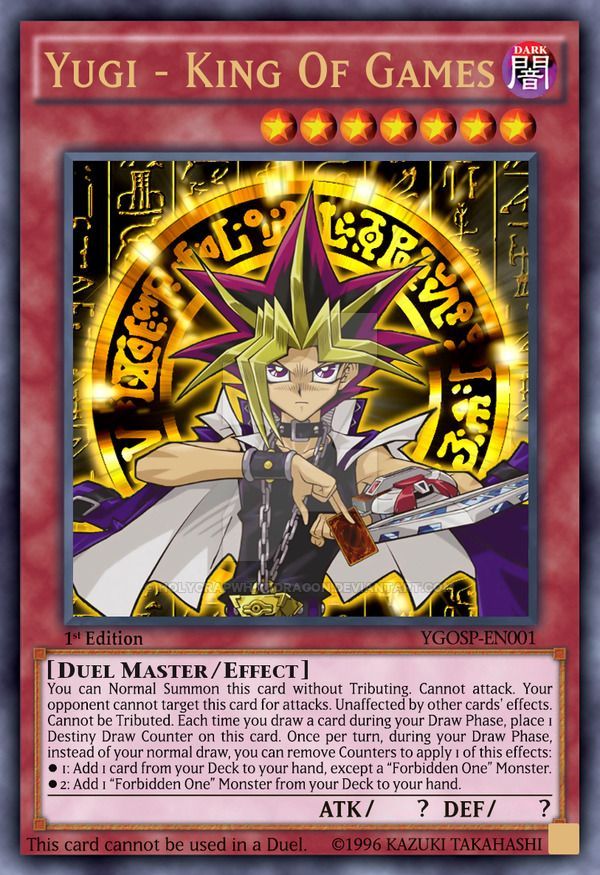 Yugi - King Of Games
DARK
闇
1st Edition
YGOSP-EN001
[Duel Master/Effect]
You can Normal Summon this card without Tributing. Cannot attack. Your
opponent cannot target this card for attacks. Unaffected by other cards' effects.
Cannot be Tributed. Each time you draw a card during your Draw Phase, place 1
Destiny Draw Counter on this card. Once per turn, during your Draw Phase,
instead of your normal draw, you can remove Counters to apply 1 of this effects:
● 1: Add 1 card from your Deck to your hand, except a “Forbidden One” Monster.
● 2: Add 1 “Forbidden One” Monster from your Deck to your hand.
ATK/ ? DEF/ ?
This card cannot be used in a Duel. ©1996 KAZUKI TAKAHASHI